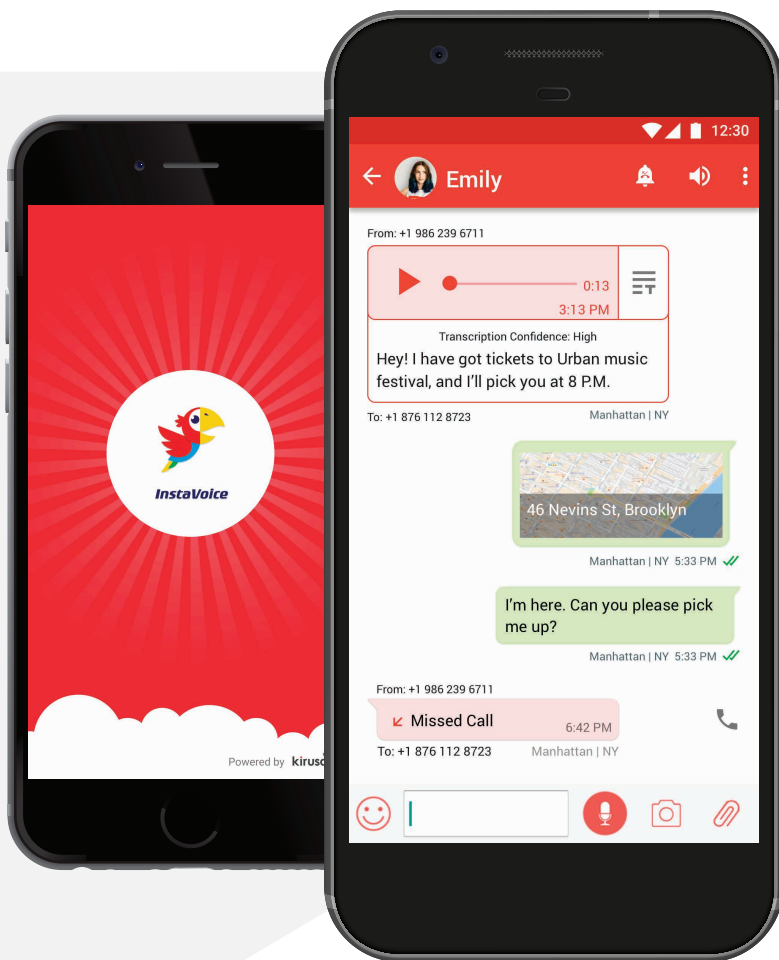 InstaVoice
Powered by
12:30
Emily
From: +1 986 239 6711
0:13
3:13 PM
Transcription Confidence: High
Hey! I have got tickets to Urban music
festival, and I'll pick you at 8 P.M.
To: +1 876 112 8723 Manhattan | NY
46 Nevins St, Brooklyn
Manhattan | NY 5:33 PM
I'm here. Can you please pick
me up?
Manhattan | NY 5:33 PM
From: +1 986 239 6711
Missed Call 6:42 PM
To: +1 876 112 8723 Manhattan | NY